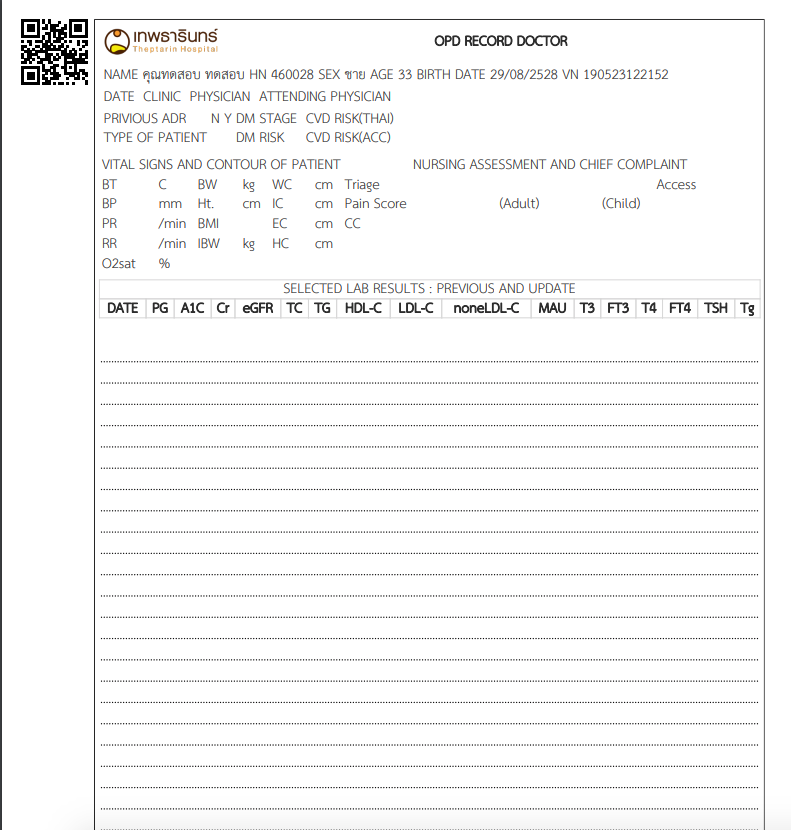 เทพธารินทร์
Theptarin Hospital
OPD RECORD DOCTOR
NAME คุณทดสอบ ทดสอบ HN 460028 SEX ชาย AGE 33 BIRTH DATE 29/08/2528 VN 190523122152
DATE CLINIC PHYSICIAN ATTENDING PHYSICIAN
PRIVIOUS ADR N Y DM STAGE CVD RISK(THAI)
TYPE OF PATIENT DM RISK CVD RISK(ACC)
VITAL SIGNS AND CONTOUR OF PATIENT NURSING ASSESSMENT AND CHIEF COMPLAINT
BT C BW kg WC cm Triage Access
BP mm Ht. cm IC cm Pain Score (Adult) (Child)
PR /min BMI EC cm CC
RR /min IBW kg HC cm
O2sat %
SELECTED LAB RESULTS : PREVIOUS AND UPDATE
DATE PG A1C Cr eGFR TC TG HDL-C LDL-C noneLDL-C MAU T3 FT3 T4 FT4 TSH Tg